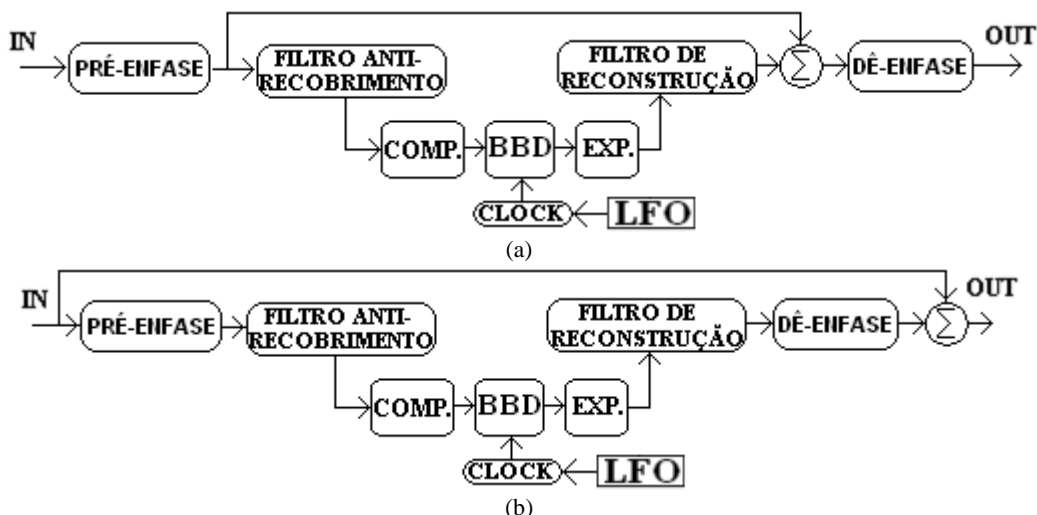 IN
PRÉ-ENFASE
FILTRO ANTI-
RECOBRIMENTO
FILTRO DE
RECONSTRUÇÃO
Σ
DÊ-ENFASE
OUT
COMP.
BBD
EXP.
CLOCK
LFO
(a)
IN
PRÉ-ENFASE
FILTRO ANTI-
RECOBRIMENTO
FILTRO DE
RECONSTRUÇÃO
DÊ-ENFASE
Σ
OUT
COMP.
BBD
EXP.
CLOCK
LFO
(b)